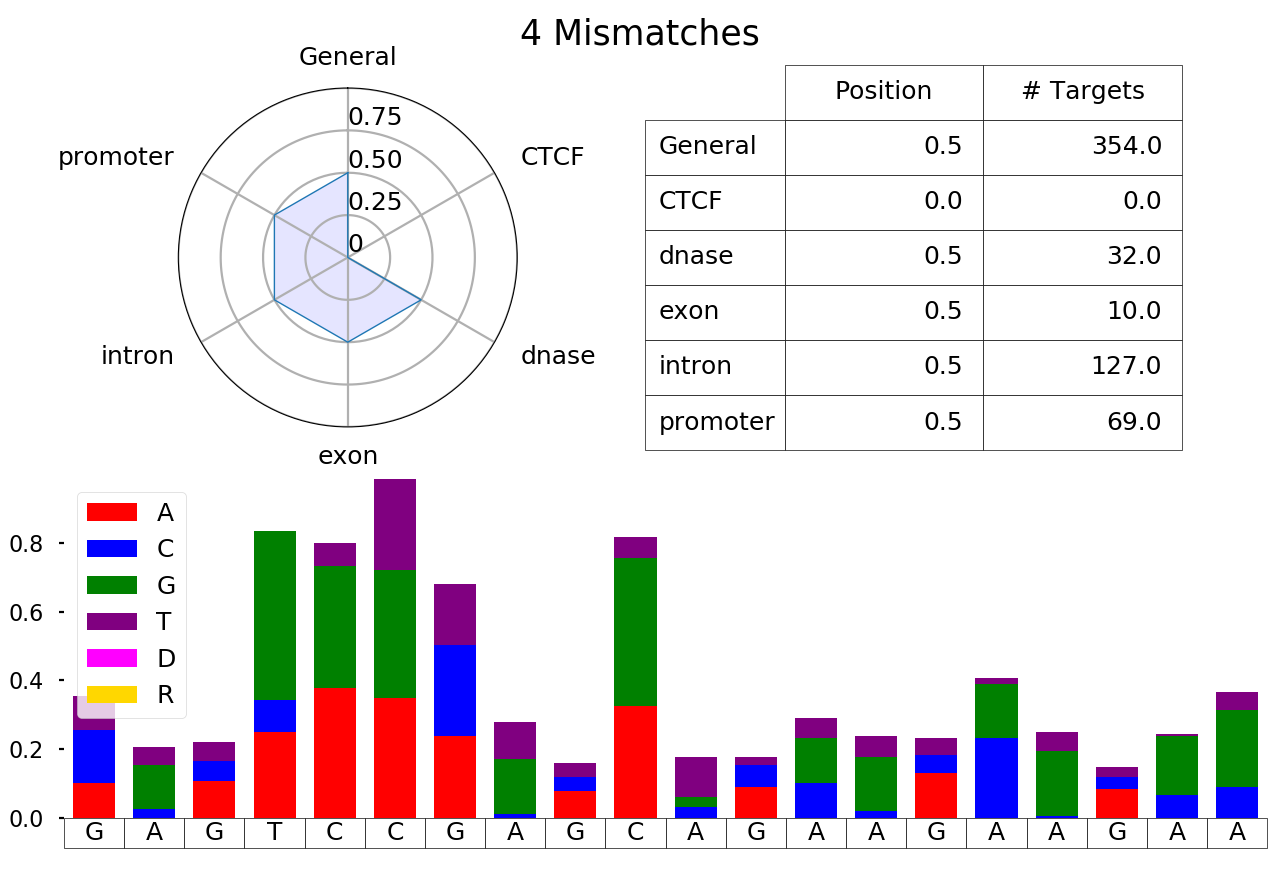 4 Mismatches
General
promoter
CTCF
0.75
0.50
0.25
0
intron
dnase
exon
Position # Targets
General 0.5 354.0
CTCF 0.0 0.0
dnase 0.5 32.0
exon 0.5 10.0
intron 0.5 127.0
promoter 0.5 69.0
A
C
G
T
D
R
0.8
0.6
0.4
0.2
0.0
G A G T C C G A G C A G A A G A A G A A